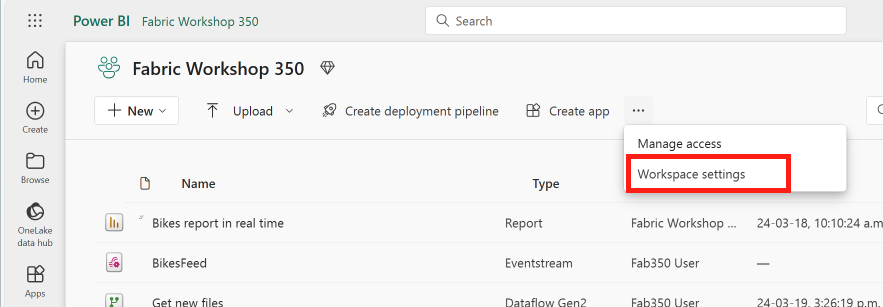 Power BI Fabric Workshop 350 Search
Home
Fabric Workshop 350
Create
New Upload Create deployment pipeline Create app ...
Manage access
Workspace settings
Browse
Name Type
OneLake
data hub
Bikes report in real time Report Fabric Workshop ... 24-03-18, 10:10:24 a.m
BikesFeed Eventstream Fab350 User —
Apps
Get new files Dataflow Gen2 Fab350 User 24-03-19, 3:26:19 p.m